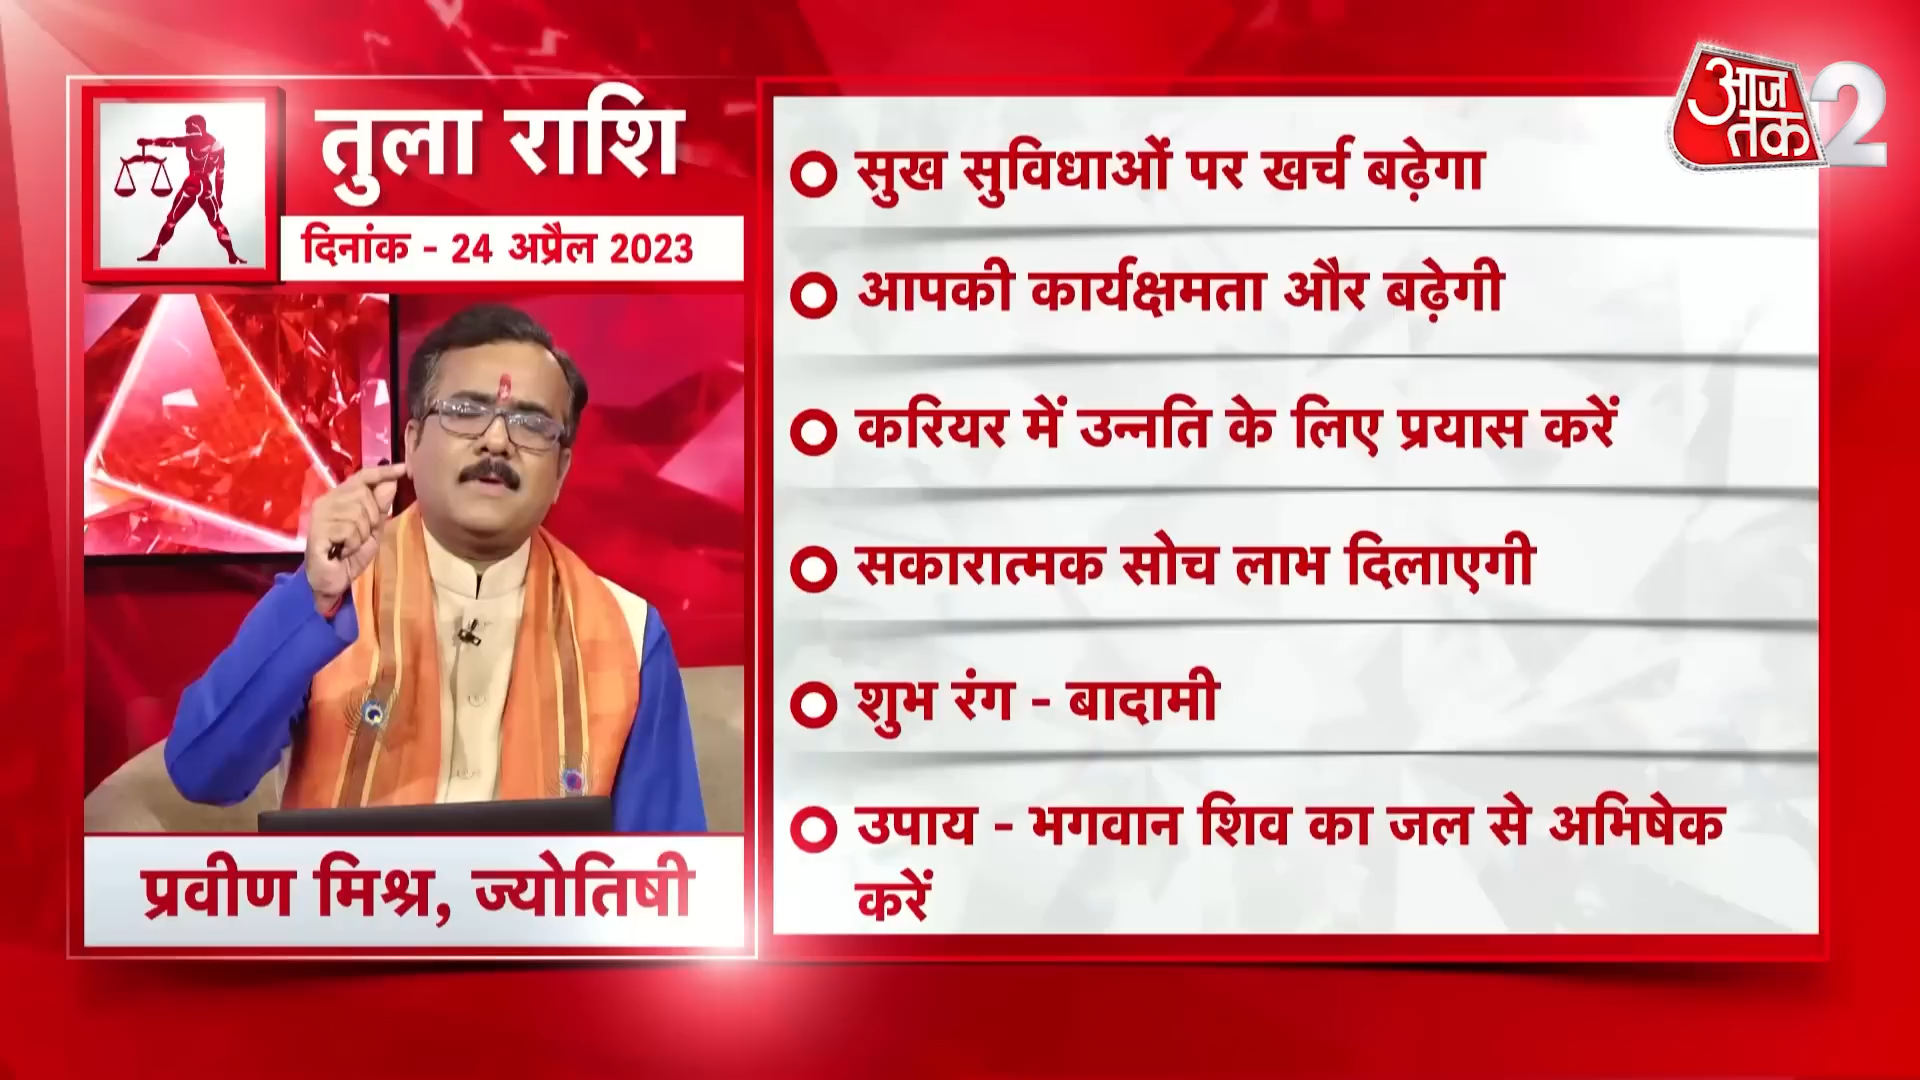 तुला राशि
दिनांक - 24 अप्रैल 2023
प्रवीण मिश्र, ज्योतिषी
आज
तक 2
सुख सुविधाओं पर खर्च बढ़ेगा
आपकी कार्यक्षमता और बढ़ेगी
करियर में उन्नति के लिए प्रयास करें
सकारात्मक सोच लाभ दिलाएगी
शुभ रंग - बादामी
उपाय - भगवान शिव का जल से अभिषेक
करें